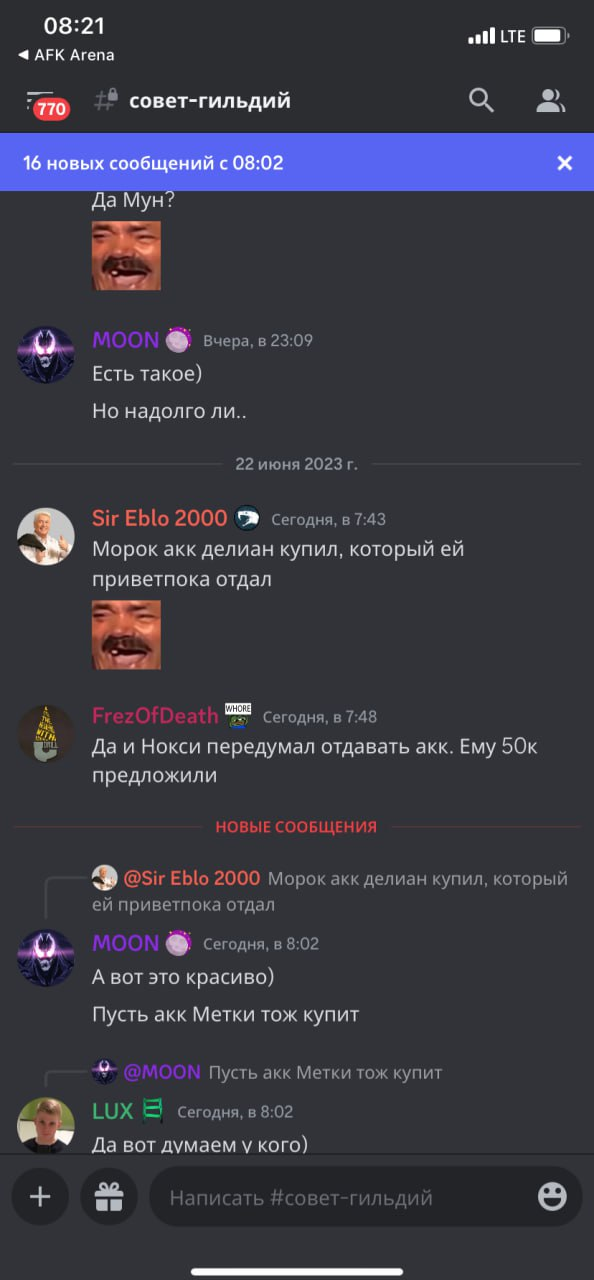 08:21
LTE
◀ AFK Arena
770
# совет-гильдий
16 новых сообщений с 08:02
Да Мун?
MOON Вчера, в 23:09
Есть такое)
Но надолго ли..
22 июня 2023 г.
Sir Eblo 2000 Сегодня, в 7:43
Морок акк делиан купил, который ей
приветпока отдал
FrezOfDeath WHORE Сегодня, в 7:48
Да и Нокси передумал отдавать акк. Ему 50к
предложили
НОВЫЕ СООБЩЕНИЯ
@Sir Eblo 2000 Морок акк делиан купил, который
ей приветпока отдал
MOON Сегодня, в 8:02
А вот это красиво)
Пусть акк Метки тож купит
@MOON Пусть акк Метки тож купит
LUX Сегодня, в 8:02
Да вот думаем у кого)
Написать #совет-гильдий